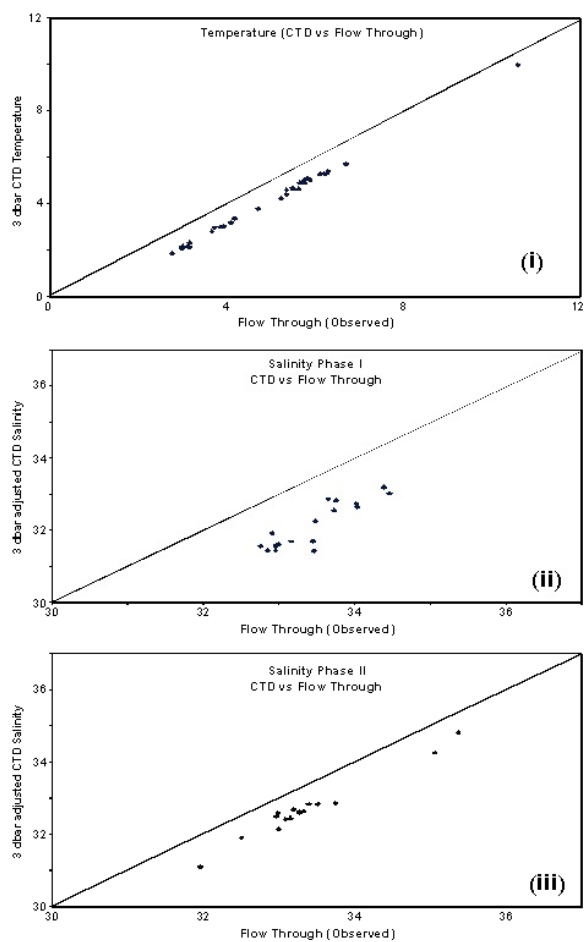 Temperature (CTD vs Flow Through)
12
8
4
0
3 dbar CTD Temperature
(i)
0 4 8 12
Flow Through (Observed)
Salinity Phase I
CTD vs Flow Through
36
34
32
30
3 dbar adjusted CTD Salinity
(ii)
30 32 34 36
Flow Through (Observed)
Salinity Phase II
CTD vs Flow Through
36
34
32
30
3 dbar adjusted CTD Salinity
(iii)
30 32 34 36
Flow Through (Observed)